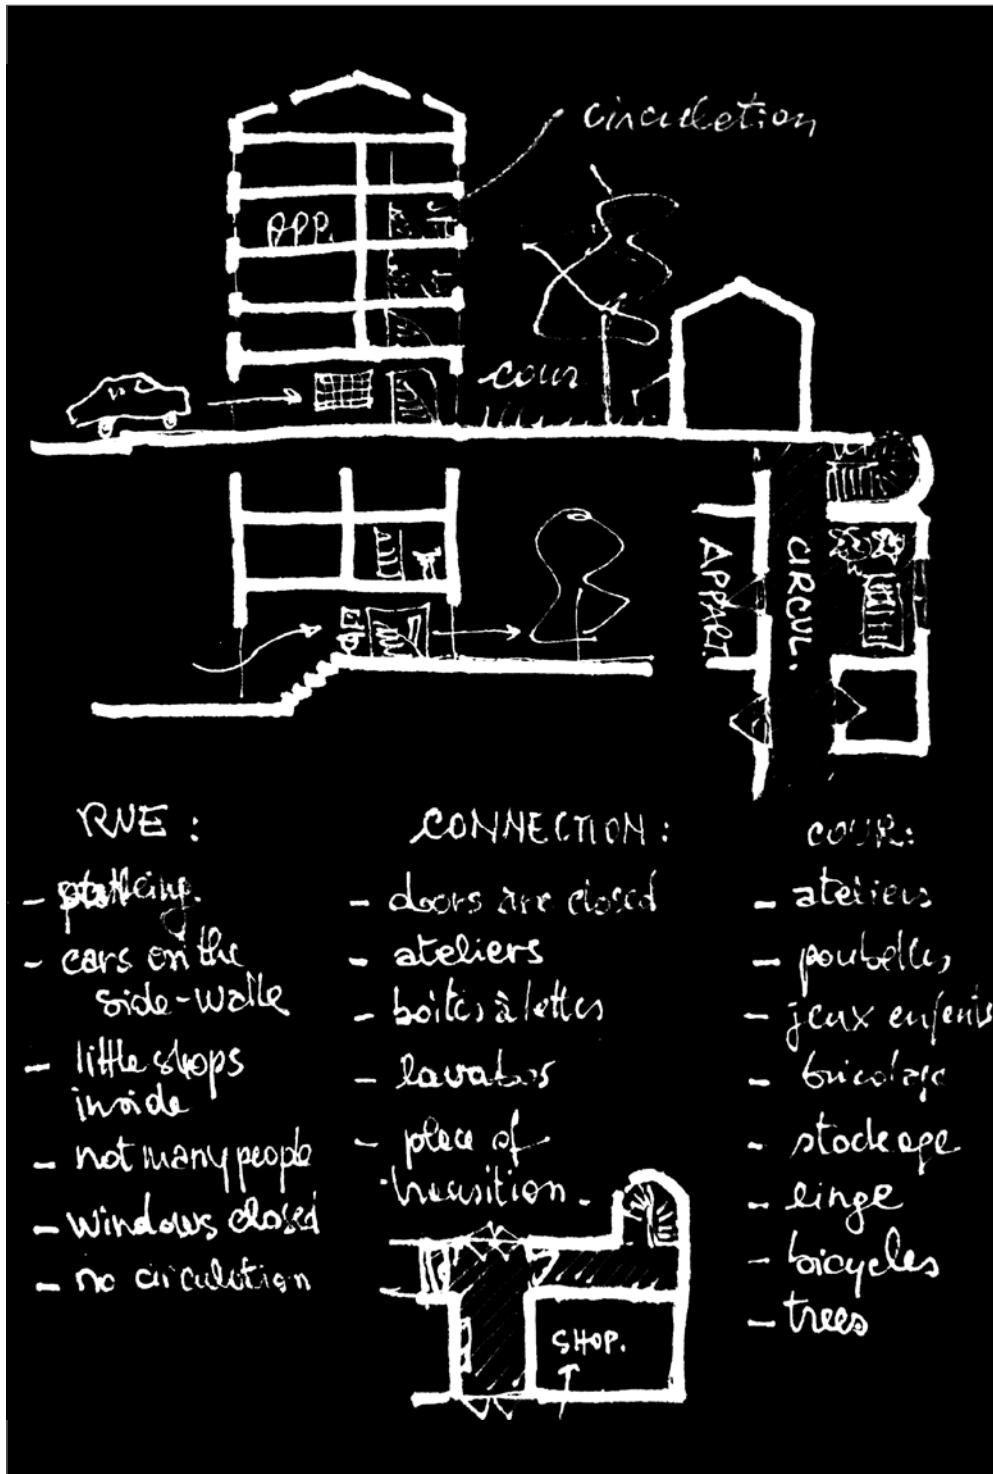 circulation
APP.
cour
APPART.
CIRCUL.
RUE :
- parking.
- cars on the
side-walk
- little shops
inside
- not many people
- windows closed
- no circulation
CONNECTION :
- doors are closed
- ateliers
- boîtes à lettes
- lavabos
- place of
transition.
SHOP.
COUR:
- ateliers
- poubelles
- jeux enfants
- bricolage
- stockage
- linge
- bicycles
- trees